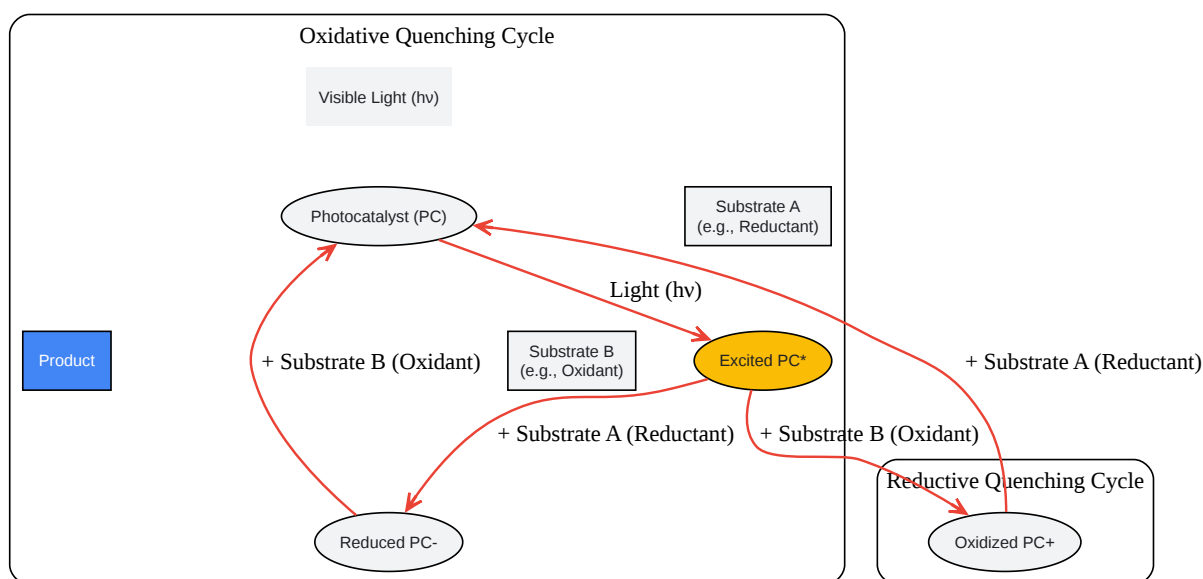 Oxidative Quenching Cycle
Visible Light (hν)
Photocatalyst (PC)
Substrate A
(e.g., Reductant)
Light (hν)
Product
+ Substrate B (Oxidant)
Substrate B
(e.g., Oxidant)
Excited PC*
+ Substrate A (Reductant)
+ Substrate A (Reductant)
+ Substrate B (Oxidant)
Reductive Quenching Cycle
Reduced PC-
Oxidized PC+